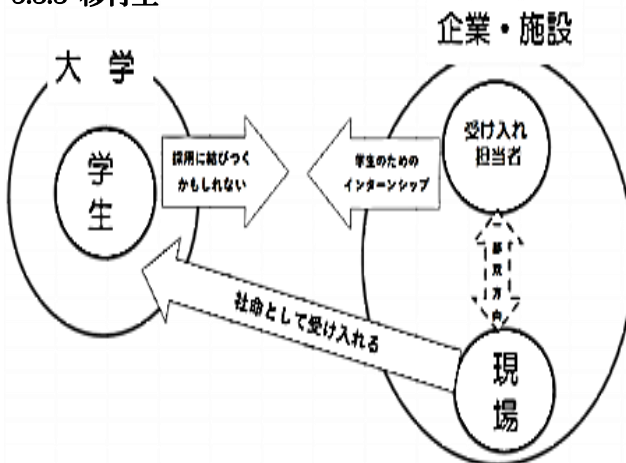 企業・施設
大学
学生
採用に結びつく
かもしれない
学生のための
インターンシップ
受け入れ
担当者
一部双方向
社命として受け入れる
現場